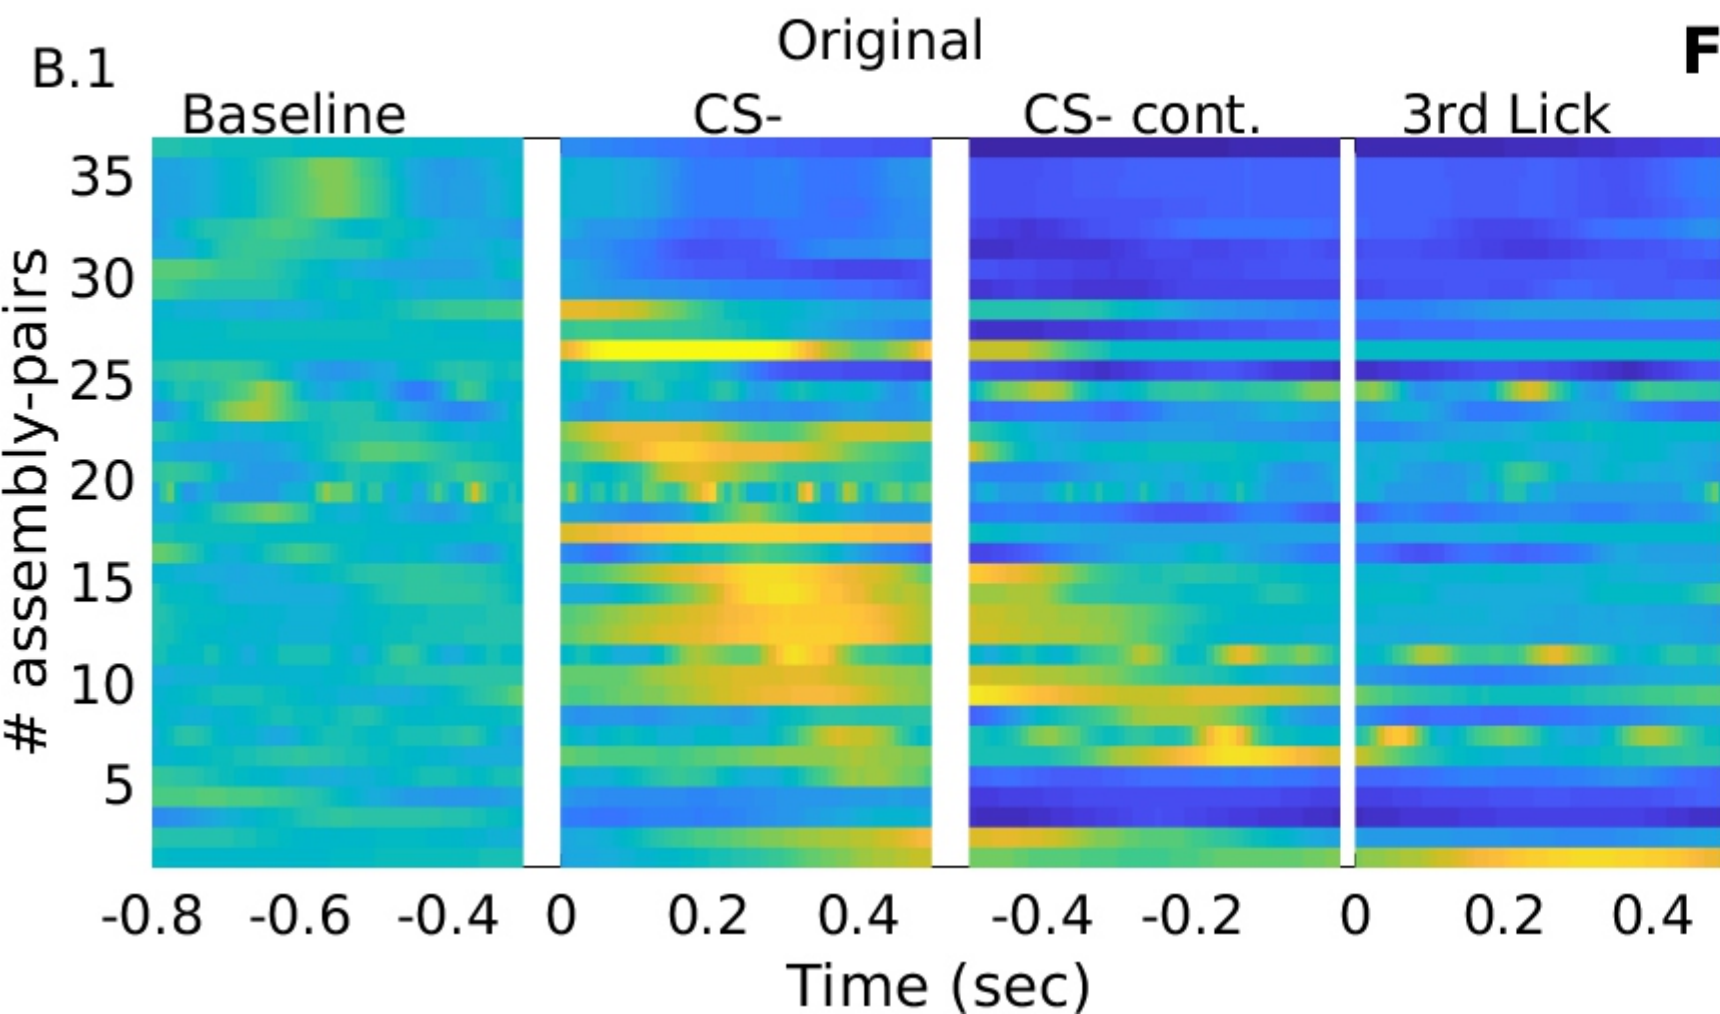 Original
B.1
F
Baseline CS- CS- cont. 3rd Lick
# assembly-pairs
35
30
25
20
15
10
5
-0.8 -0.6 -0.4 0 0.2 0.4 -0.4 -0.2 0 0.2 0.4
Time (sec)